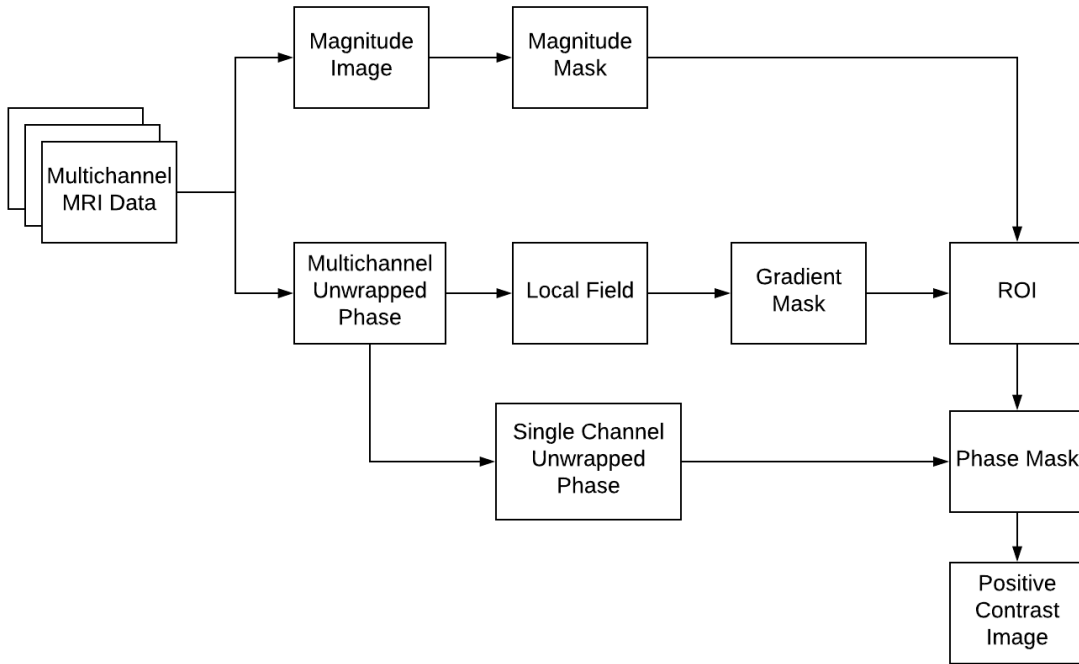 Magnitude
Image
Magnitude
Mask
Multichannel
MRI Data
Multichannel
Unwrapped
Phase
Local Field
Gradient
Mask
ROI
Single Channel
Unwrapped
Phase
Phase Mask
Positive
Contrast
Image